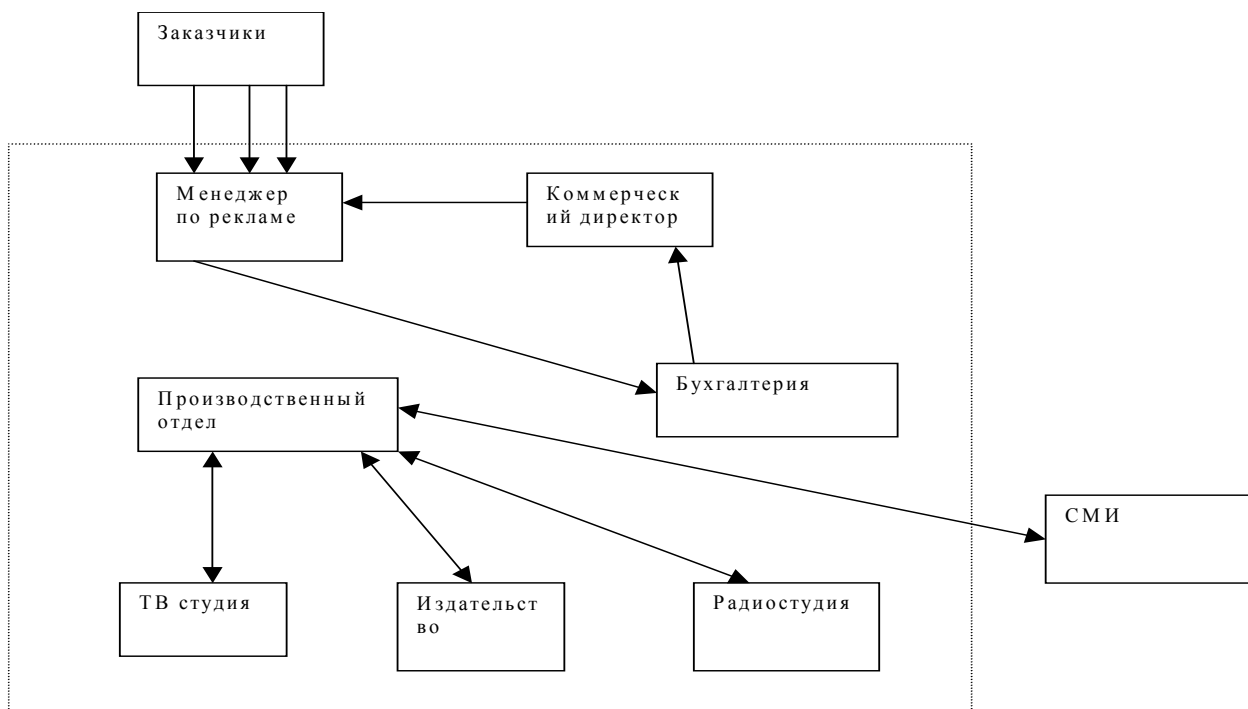 Заказчики
Менеджер
по рекламе
Коммерческ
ий директор
Бухгалтерия
Производственный
отдел
СМИ
ТВ студия
Издательст
во
Радиостудия